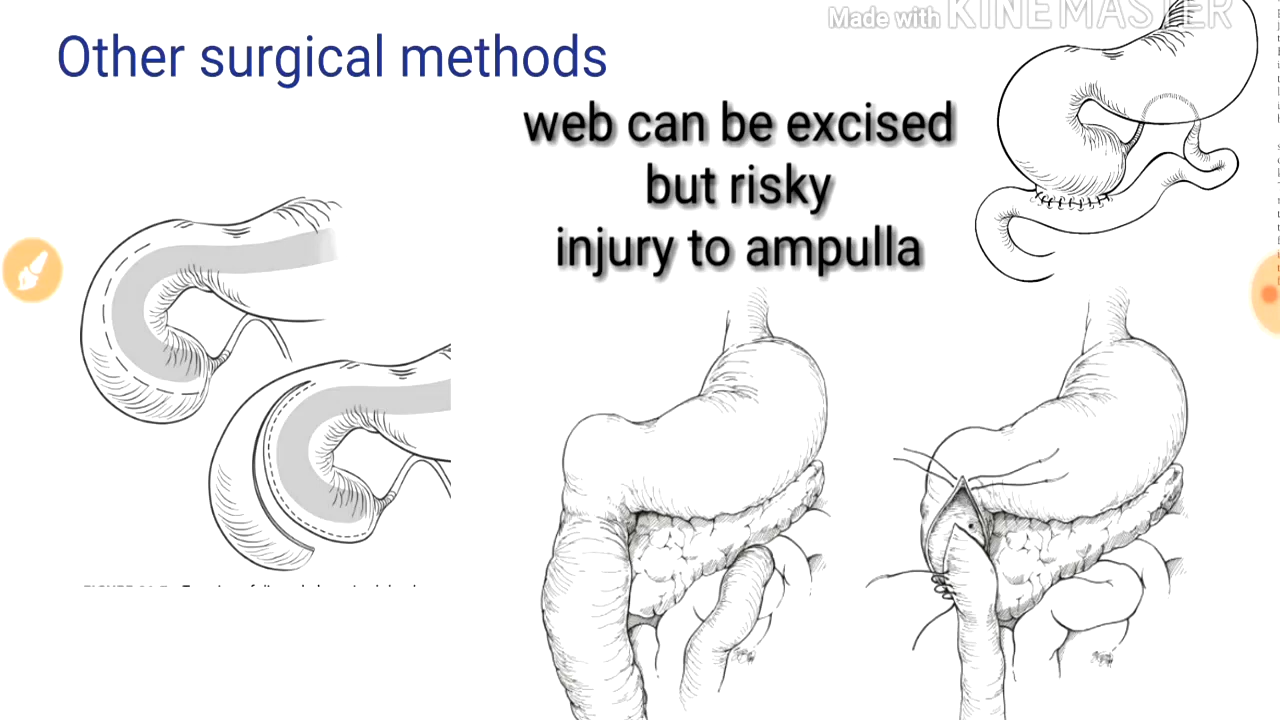 Made with KINEMASTER
Other surgical methods
web can be excised
but risky
injury to ampulla